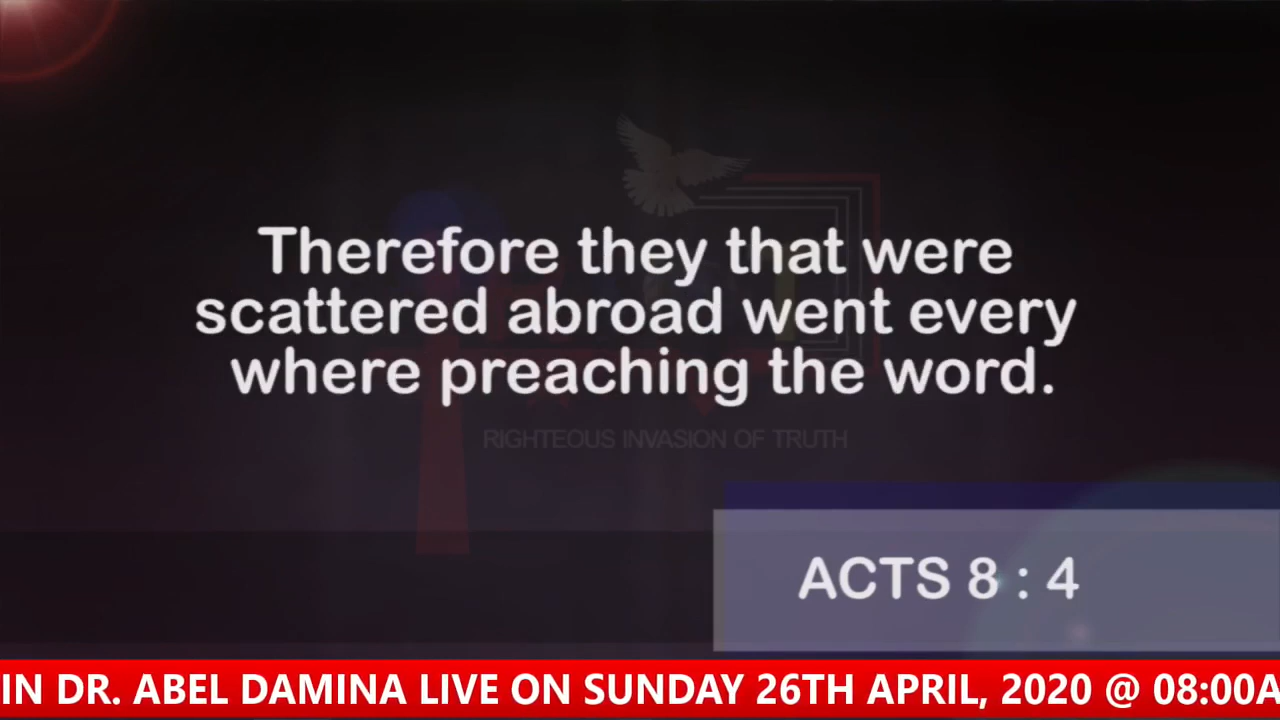 Therefore they that were
scattered abroad went every
where preaching the word.
RIGHTEOUS INVASION OF TRUTH
ACTS 8 : 4
IN DR. ABEL DAMINA LIVE ON SUNDAY 26TH APRIL, 2020 @ 08:00A